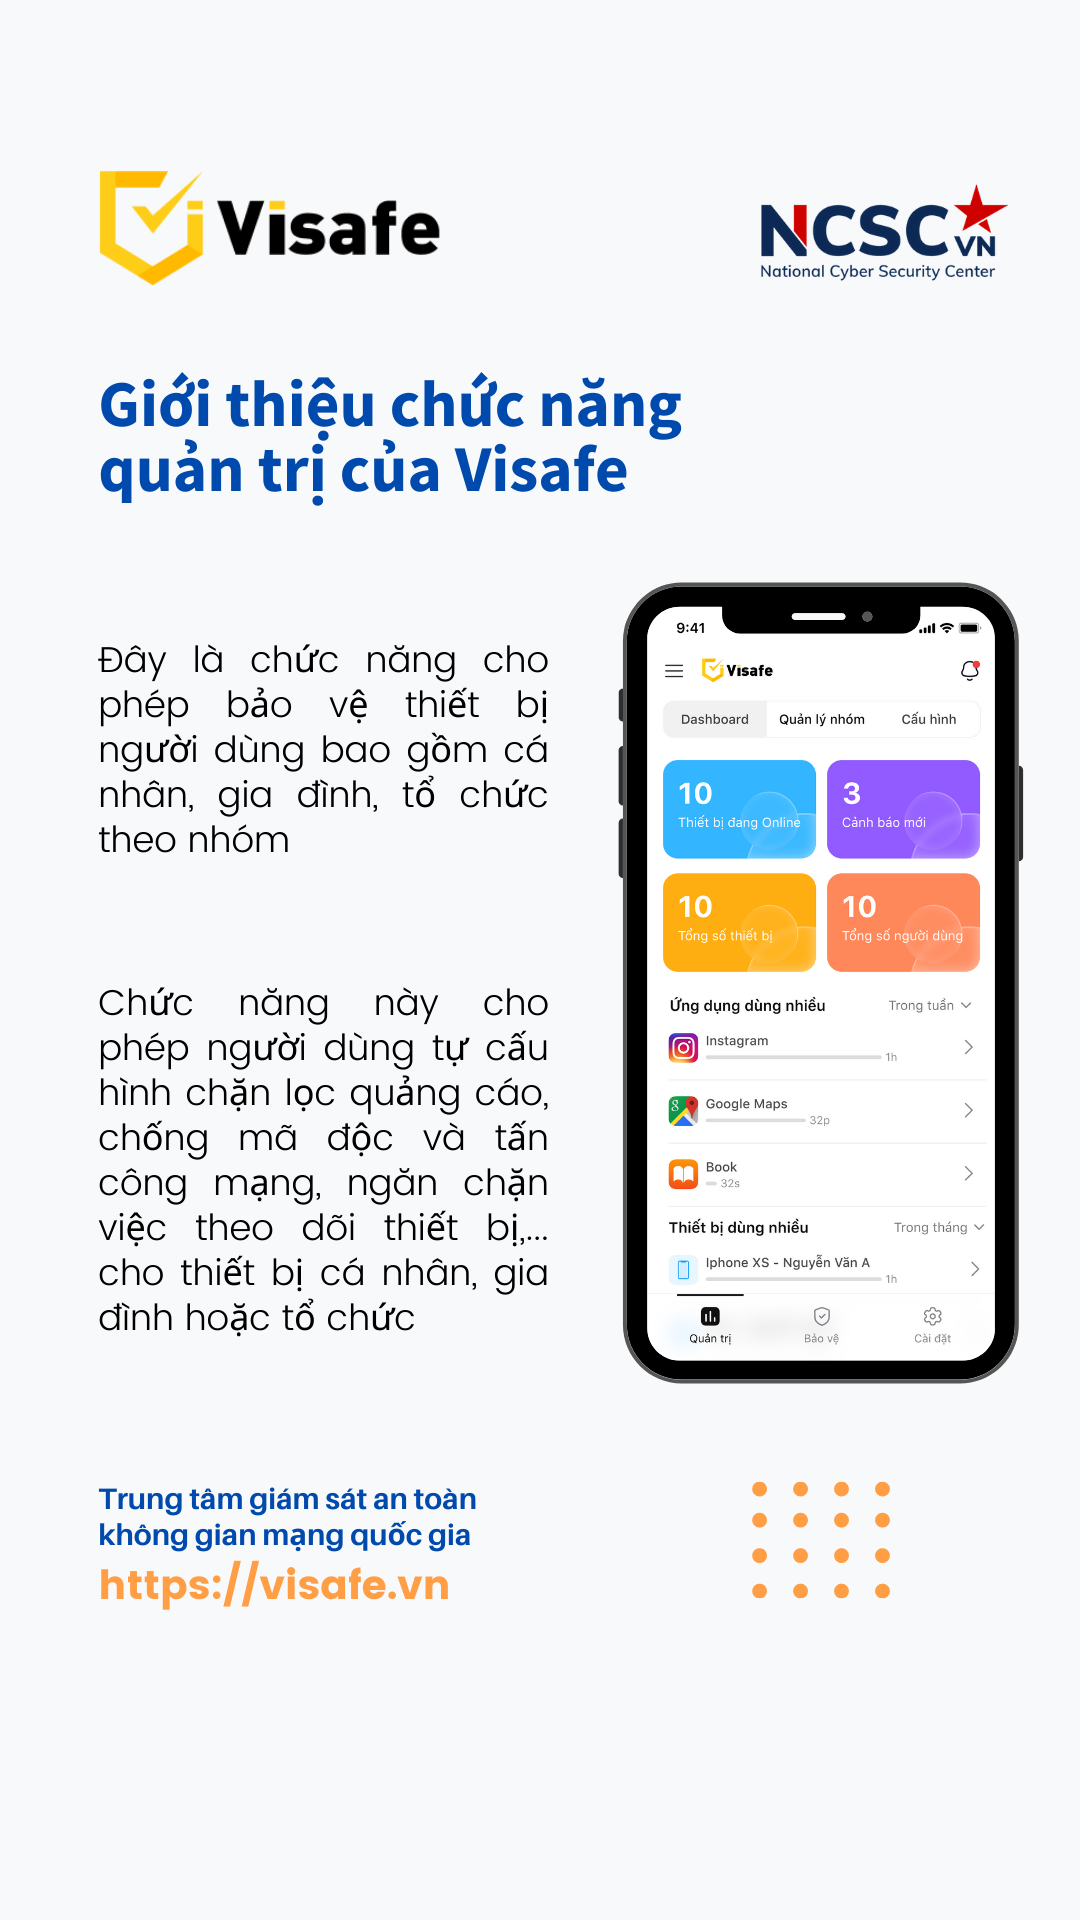 Visafe
NCSC VN
National Cyber Security Center
Giới thiệu chức năng
quản trị của Visafe
Đây là chức năng cho
phép bảo vệ thiết bị
người dùng bao gồm cá
nhân, gia đình, tổ chức
theo nhóm
Chức năng này cho
phép người dùng tự cấu
hình chặn lọc quảng cáo,
chống mã độc và tấn
công mạng, ngăn chặn
việc theo dõi thiết bị,...
cho thiết bị cá nhân, gia
đình hoặc tổ chức
9:41
Visafe
Dashboard Quản lý nhóm Cấu hình
10 3
Thiết bị đang Online Cảnh báo mới
10 10
Tổng số thiết bị Tổng số người dùng
Ứng dụng dùng nhiều Trong tuần
Instagram
1h
Google Maps
32p
Book
32s
Thiết bị dùng nhiều Trong tháng
Iphone XS - Nguyễn Văn A
1h
Quản trị Bảo vệ Cài đặt
Trung tâm giám sát an toàn
không gian mạng quốc gia
https://visafe.vn